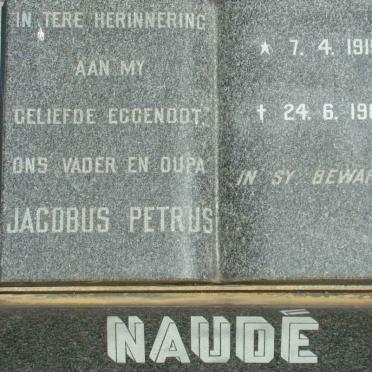 IN TERE HERINNERING
AAN MY
GELIEFDE EGGENOOT,
ONS VADER EN OUPA
JACOBUS PETRUS
★ 7. 4. 191
✝ 24. 6. 19
IN SY
NAUDÉ